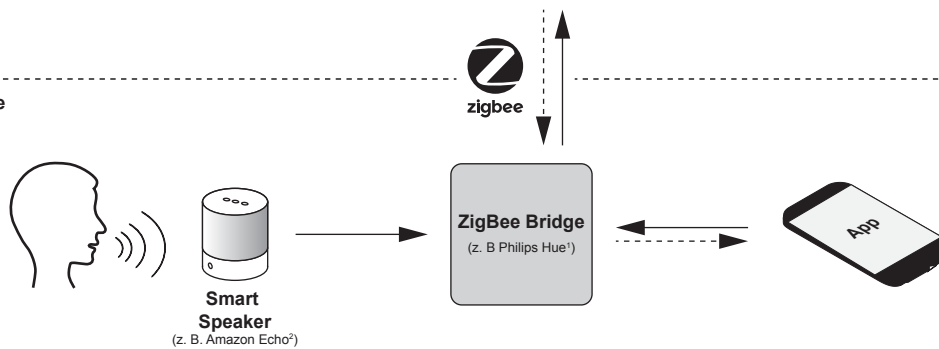 zigbee
e
ZigBee Bridge
(z. B Philips Hue¹)
App
Smart
Speaker
(z. B. Amazon Echo²)